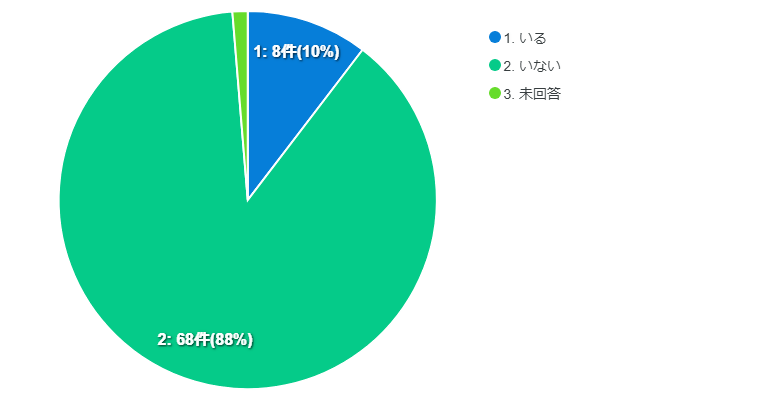 1: 8件(10%)
2: 68件(88%)
1. いる
2. いない
3. 未回答